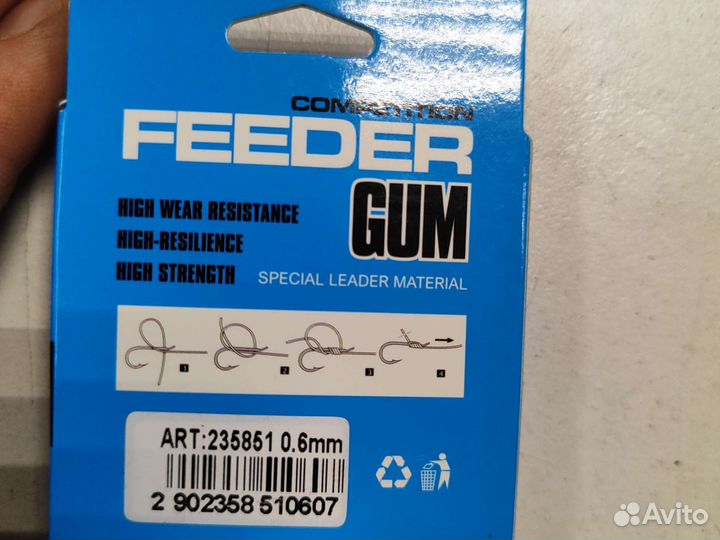 COMPETITION
FEEDER
GUM
HIGH WEAR RESISTANCE
HIGH-RESILIENCE
HIGH STRENGTH
SPECIAL LEADER MATERIAL
1
2
3
4
ART:235851 0.6mm
2 902358 510607
Avito